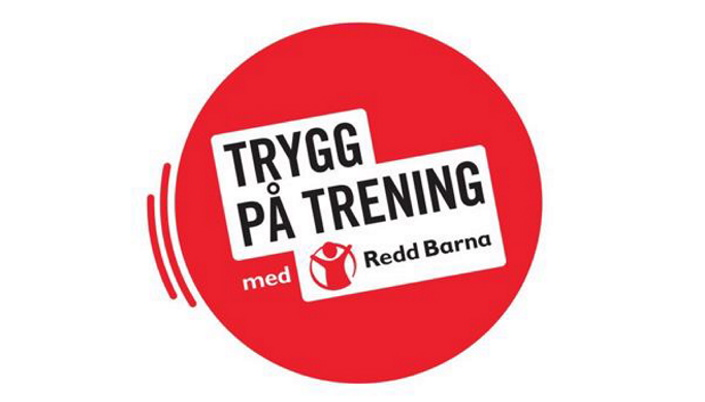 TRYGG
PÅ TRENING
med Redd Barna